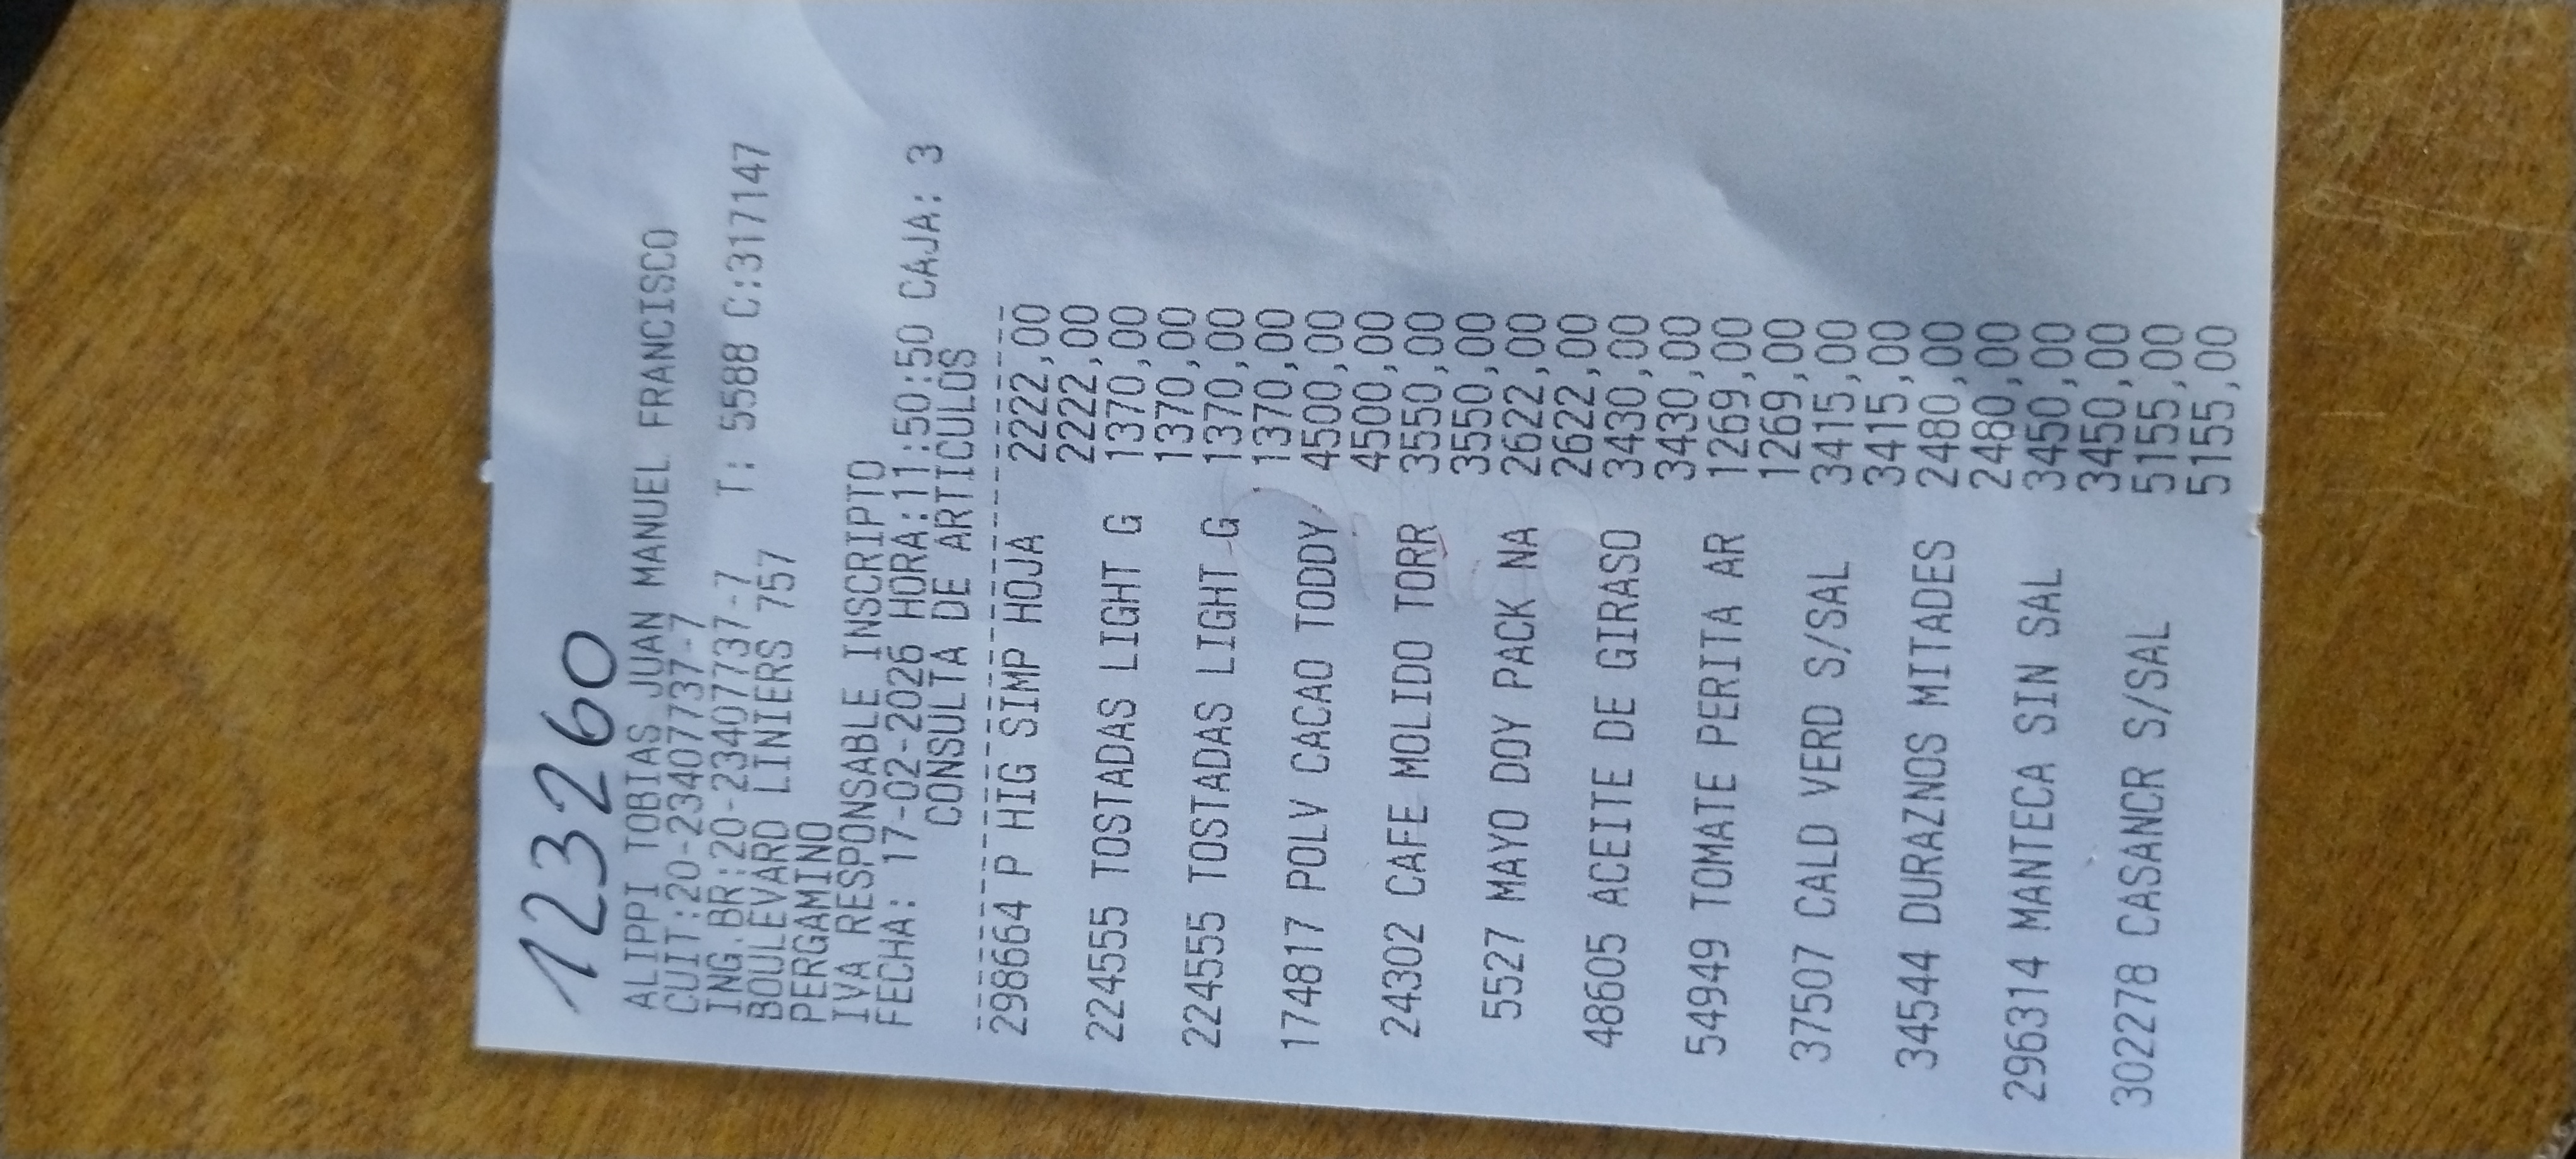 123260
ALIPPI TOBIAS JUAN MANUEL FRANCISCO
CUIT:20-23407737-7
ING.BR:20-23407737-7 T: 5588 C:317147
BOULEVARD LINIERS 757
PERGAMINO
IVA RESPONSABLE INSCRIPTO
FECHA: 17-02-2026 HORA:11:50:50 CAJA: 3
CONSULTA DE ARTICULOS
298664 P HIG SIMP HOJA 2222,00
2222,00
224555 TOSTADAS LIGHT G 1370,00
1370,00
224555 TOSTADAS LIGHT G 1370,00
1370,00
174817 POLV CACAO TODDY 4500,00
4500,00
24302 CAFE MOLIDO TORR 3550,00
3550,00
5527 MAYO DOY PACK NA 2622,00
2622,00
48605 ACEITE DE GIRASO 3430,00
3430,00
54949 TOMATE PERITA AR 1269,00
1269,00
37507 CALD VERD S/SAL 3415,00
3415,00
34544 DURAZNOS MITADES 2480,00
2480,00
296314 MANTECA SIN SAL 3450,00
3450,00
302278 CASANCR S/SAL 5155,00
5155,00